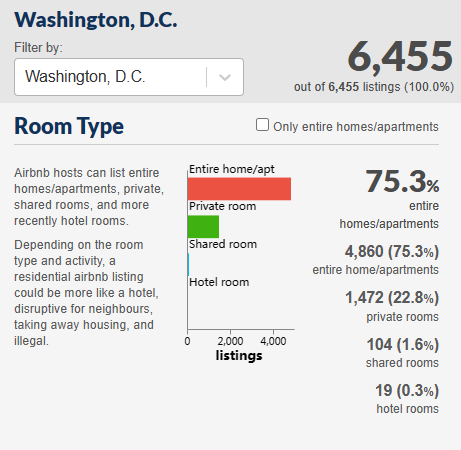 Washington, D.C.
Filter by:
Washington, D.C.
6,455
out of 6,455 listings (100.0%)
Room Type
Only entire homes/apartments
Airbnb hosts can list entire
homes/apartments, private,
shared rooms, and more
recently hotel rooms.
Depending on the room
type and activity, a
residential airbnb listing
could be more like a hotel,
disruptive for neighbours,
taking away housing, and
illegal.
Entire home/apt
Private room
Shared room
Hotel room
0 2,000 4,000
listings
75.3%
entire
homes/apartments
4,860 (75.3%)
entire home/apartments
1,472 (22.8%)
private rooms
104 (1.6%)
shared rooms
19 (0.3%)
hotel rooms